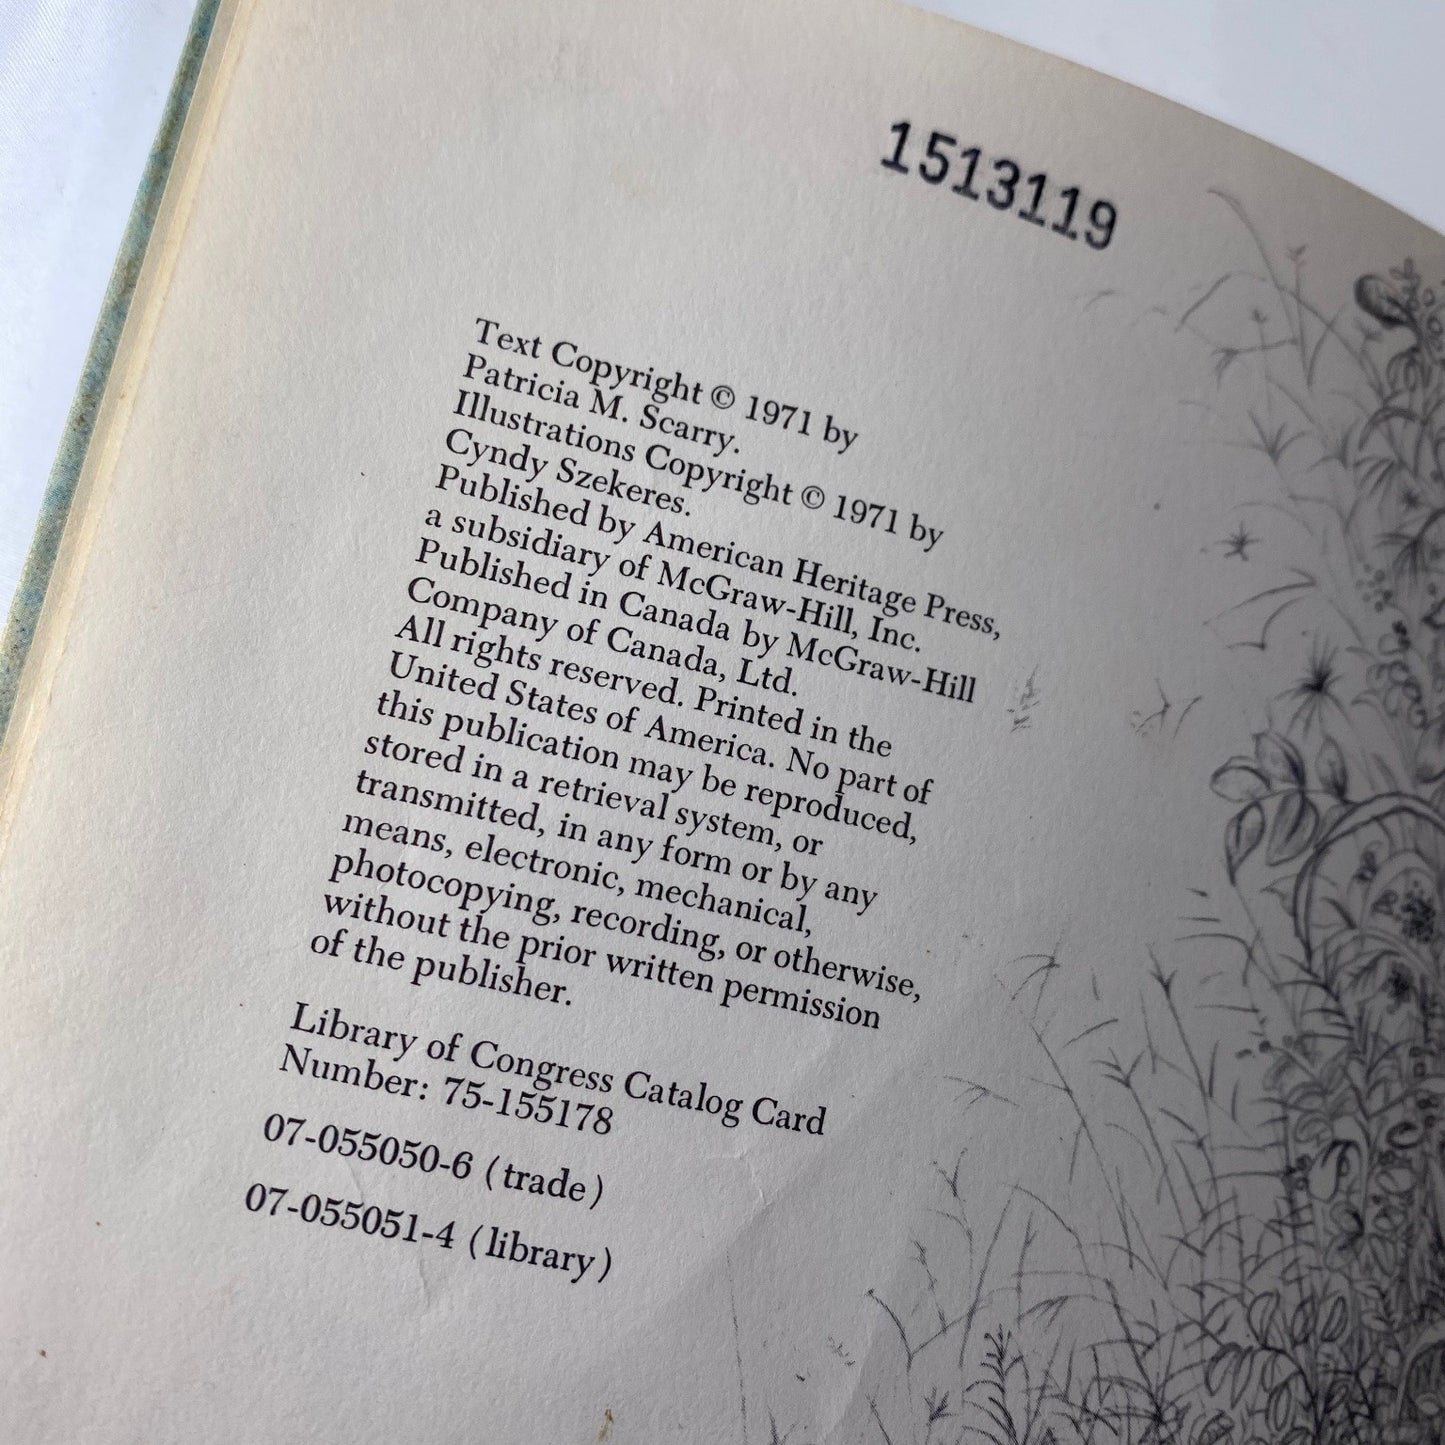 1513119
Text Copyright © 1971 by
Patricia M. Scarry.
Illustrations Copyright © 1971 by
Cyndy Szekeres.
Published by American Heritage Press,
a subsidiary of McGraw-Hill, Inc.
Published in Canada by McGraw-Hill
Company of Canada, Ltd.
All rights reserved. Printed in the
United States of America. No part of
this publication may be reproduced,
stored in a retrieval system, or
transmitted, in any form or by any
means, electronic, mechanical,
photocopying, recording, or otherwise,
without the prior written permission
of the publisher.
Library of Congress Catalog Card
Number: 75-155178
07-055050-6 (trade)
07-055051-4 (library)